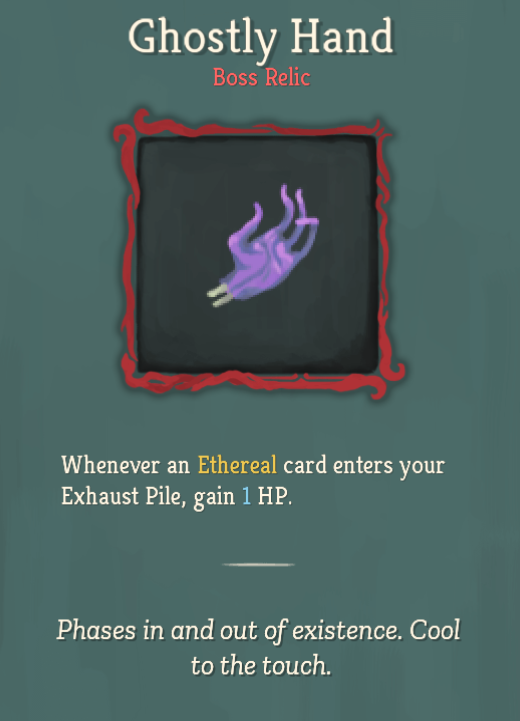 Ghostly Hand
Boss Relic
Whenever an Ethereal card enters your
Exhaust Pile, gain 1 HP.
Phases in and out of existence. Cool
to the touch.